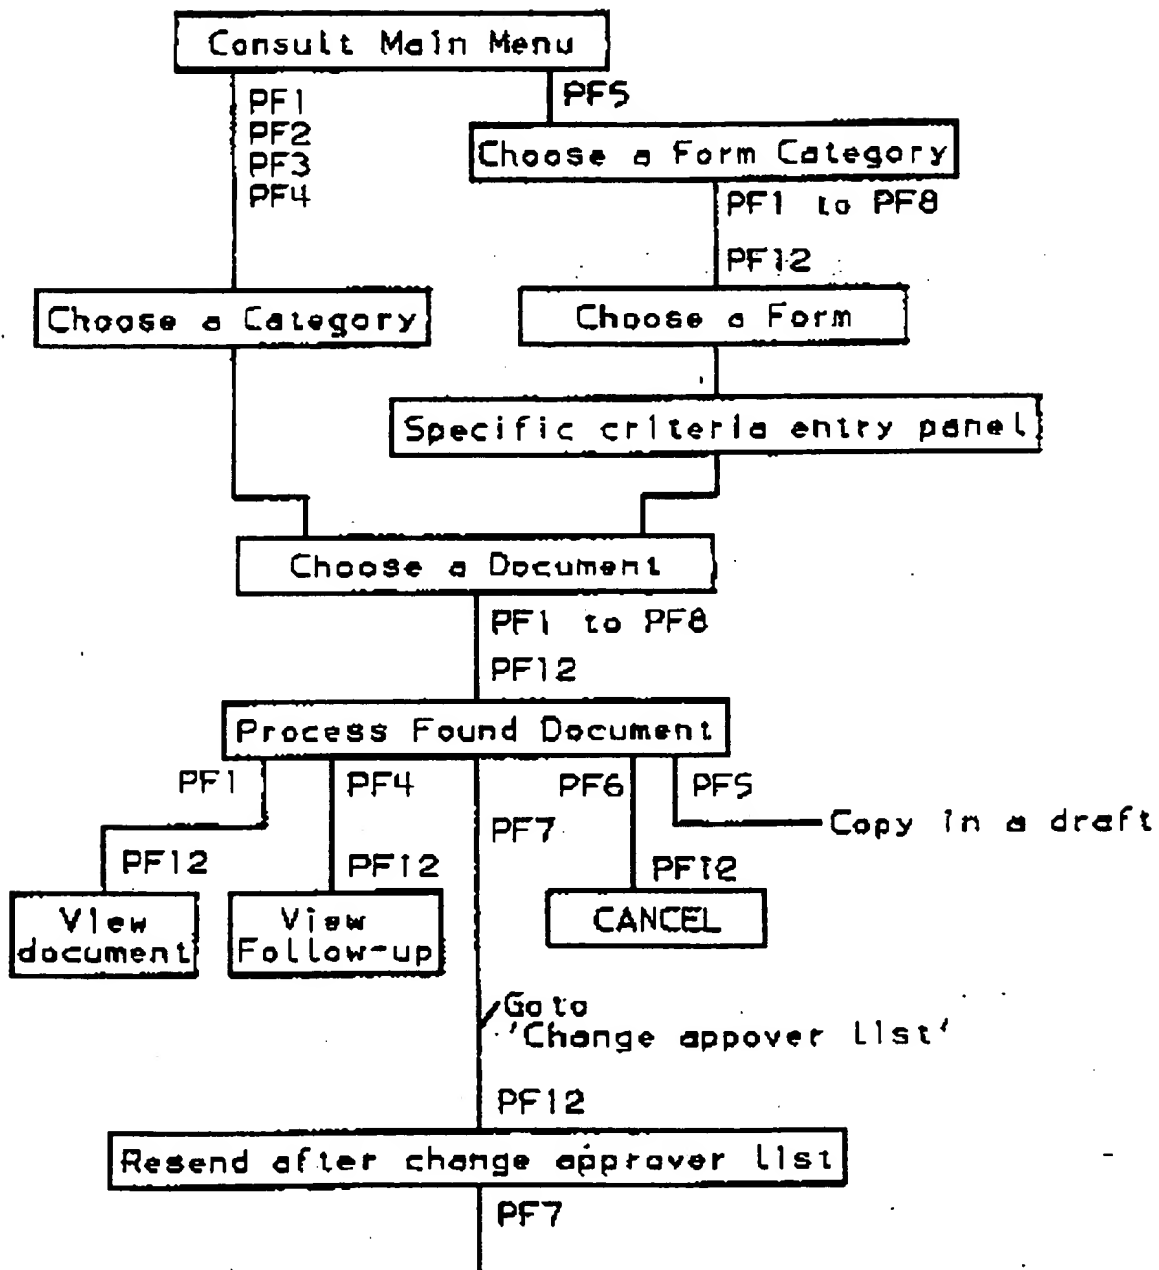 Consult Main Menu
PF1
PF2
PF3
PF4
PF5
Choose a Form Category
PF1 to PF8
PF12
Choose a Category
Choose a Form
Specific criteria entry panel
Choose a Document
PF1 to PF8
PF12
Process Found Document
PF1
PF4
PF6
PF5
PF7
Copy in a draft
PF12
PF12
PF12
View
document
View
Follow-up
CANCEL
Go to
'Change appover list'
PF12
Resend after change approver list
PF7